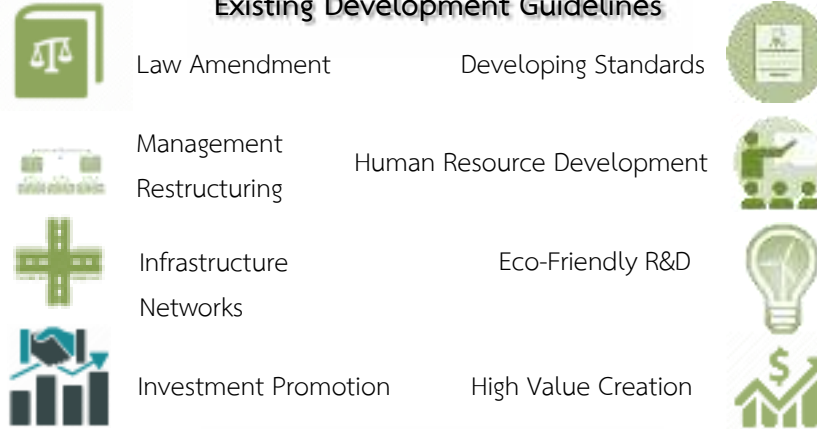 Existing Development Guidelines
Law Amendment
Developing Standards
Management
Restructuring
Human Resource Development
Infrastructure
Networks
Eco-Friendly R&D
Investment Promotion
High Value Creation